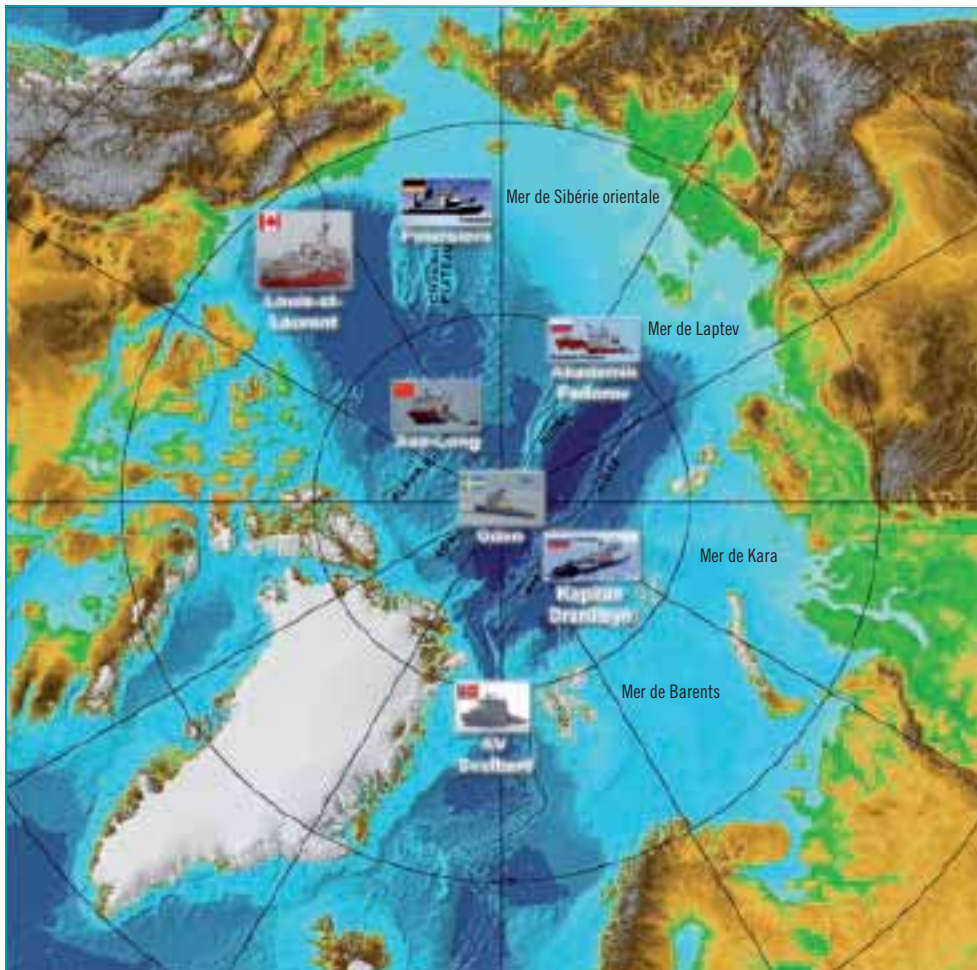 Mer de Sibérie orientale
Polarstern
Louis-St-
Laurent
Mer de Laptev
Akademik
Fedorov
Xue-Long
Oden
Mer de Kara
Kapitan
Dranitsyn
Mer de Barents
KV
Svalbard